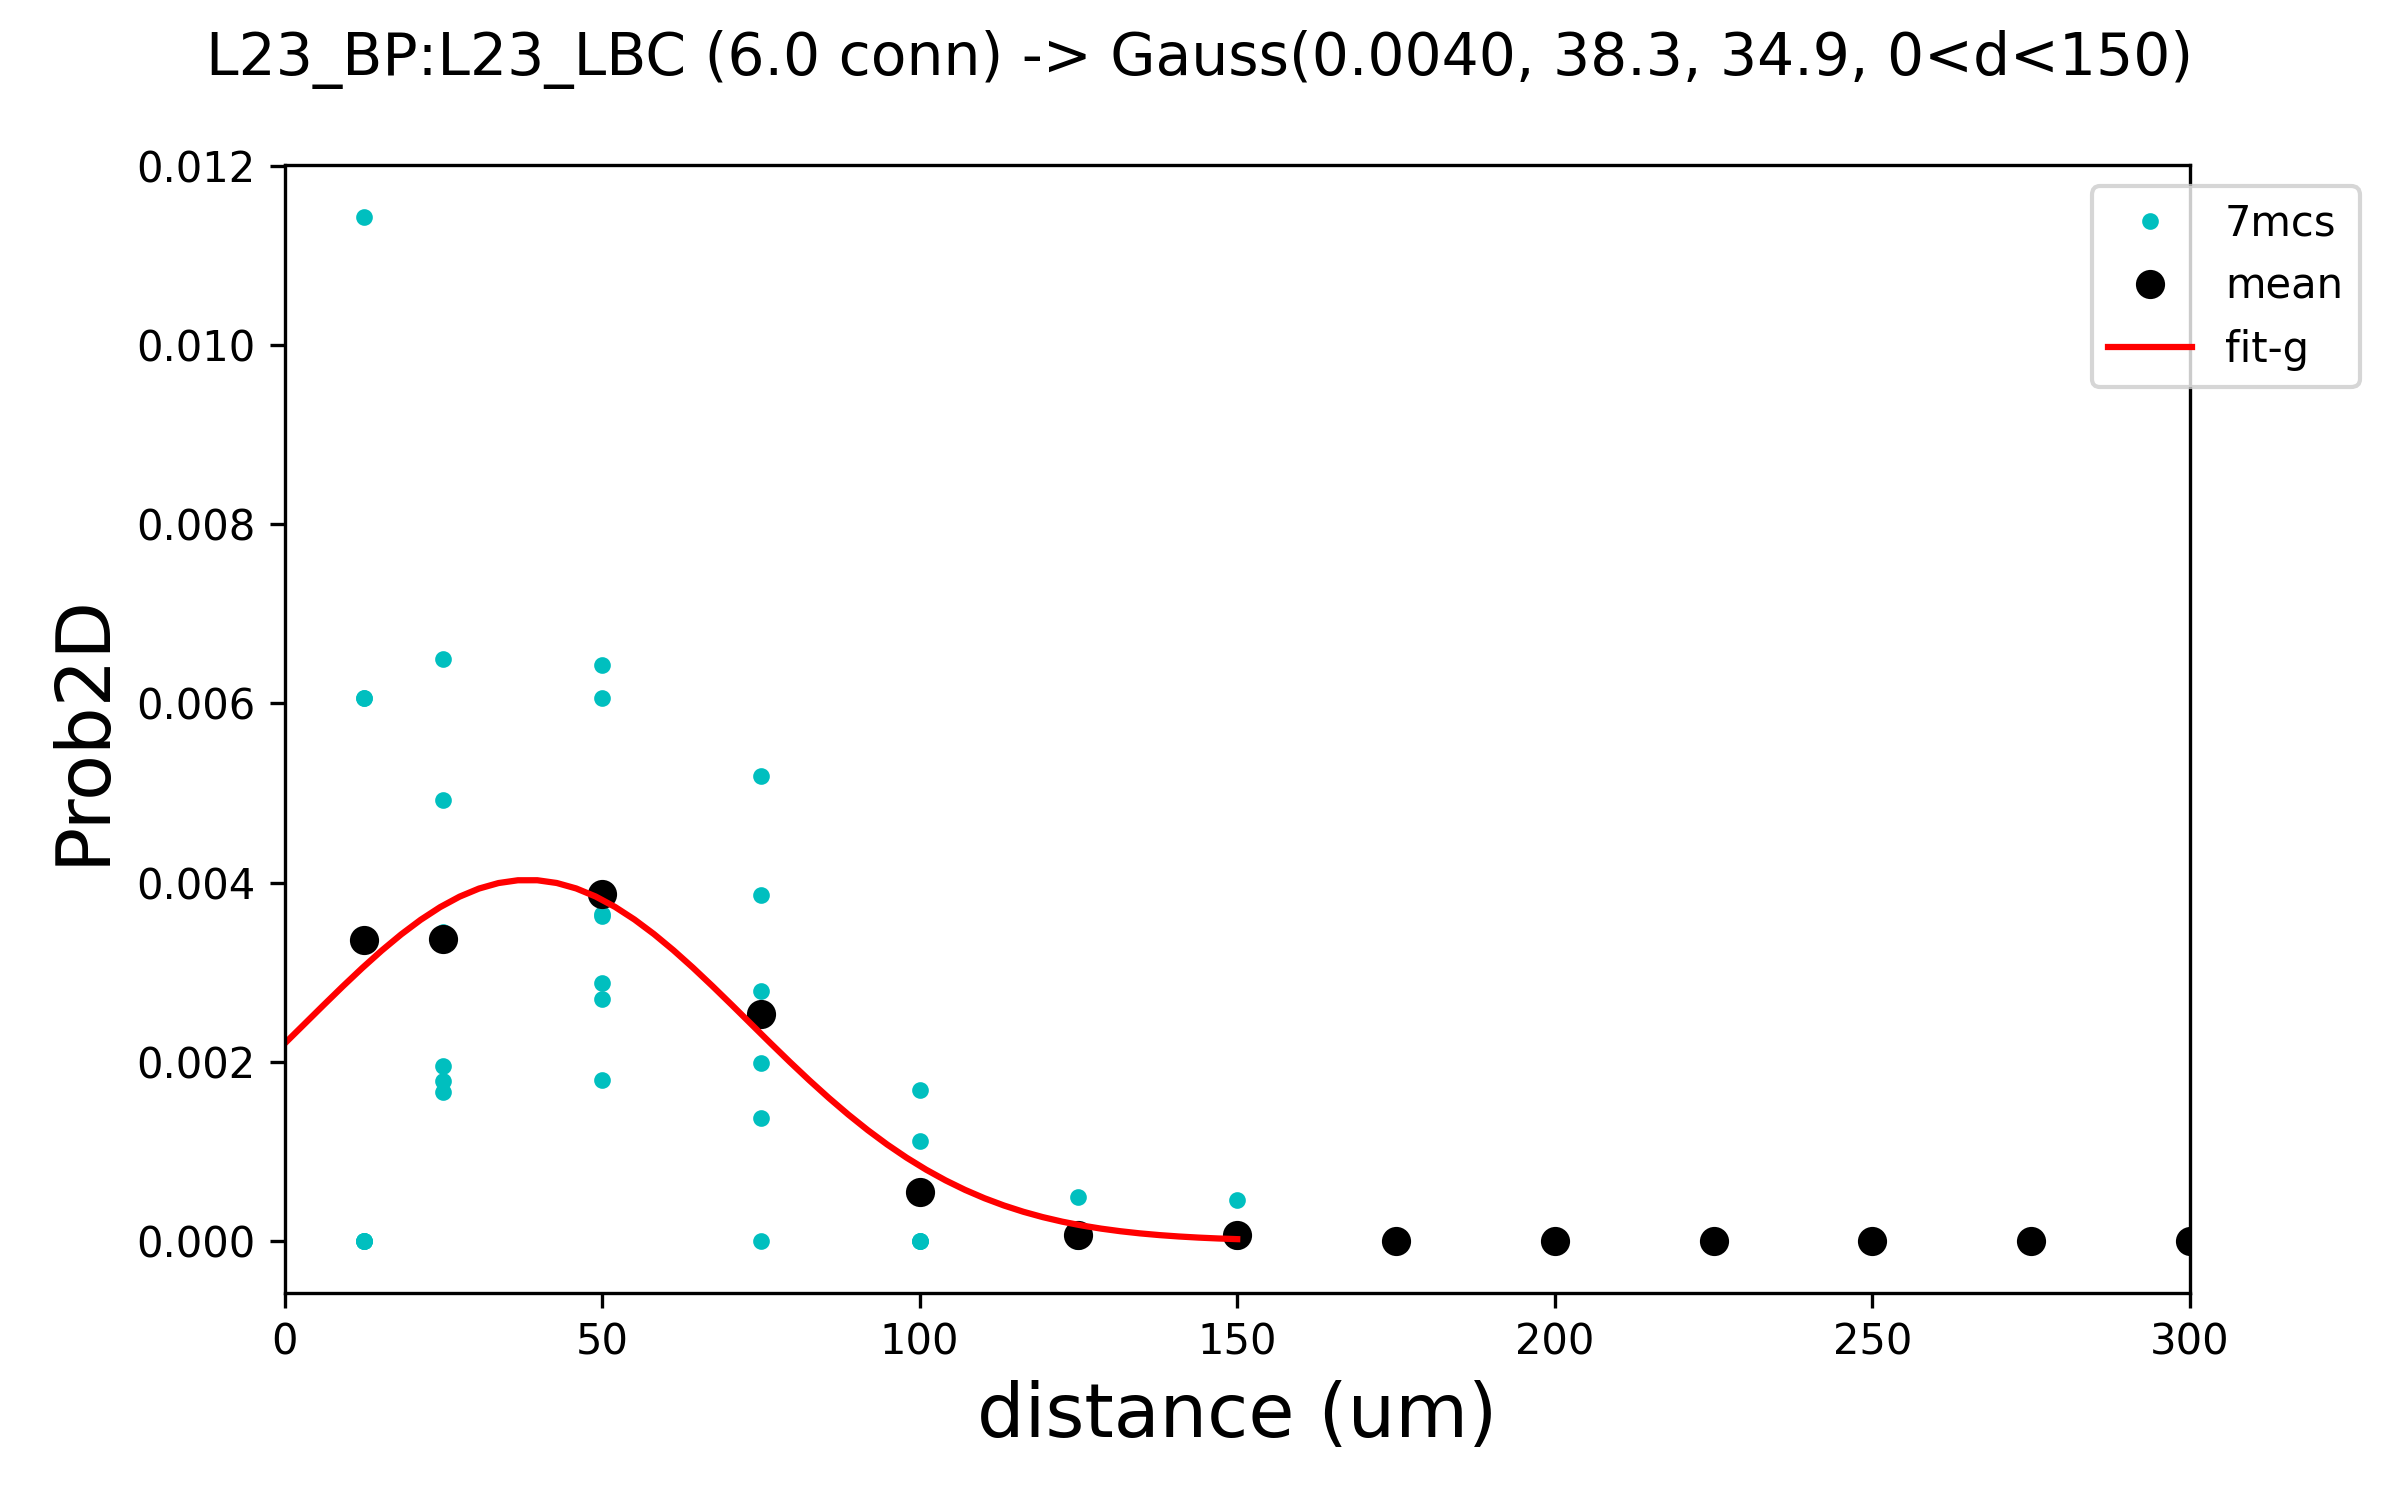 L23_BP:L23_LBC (6.0 conn) -> Gauss(0.0040, 38.3, 34.9, 0<d<150)
0.012
0.010
0.008
0.006
0.004
0.002
0.000
Prob2D
7mcs
mean
fit-g
0 50 100 150 200 250 300
distance (um)